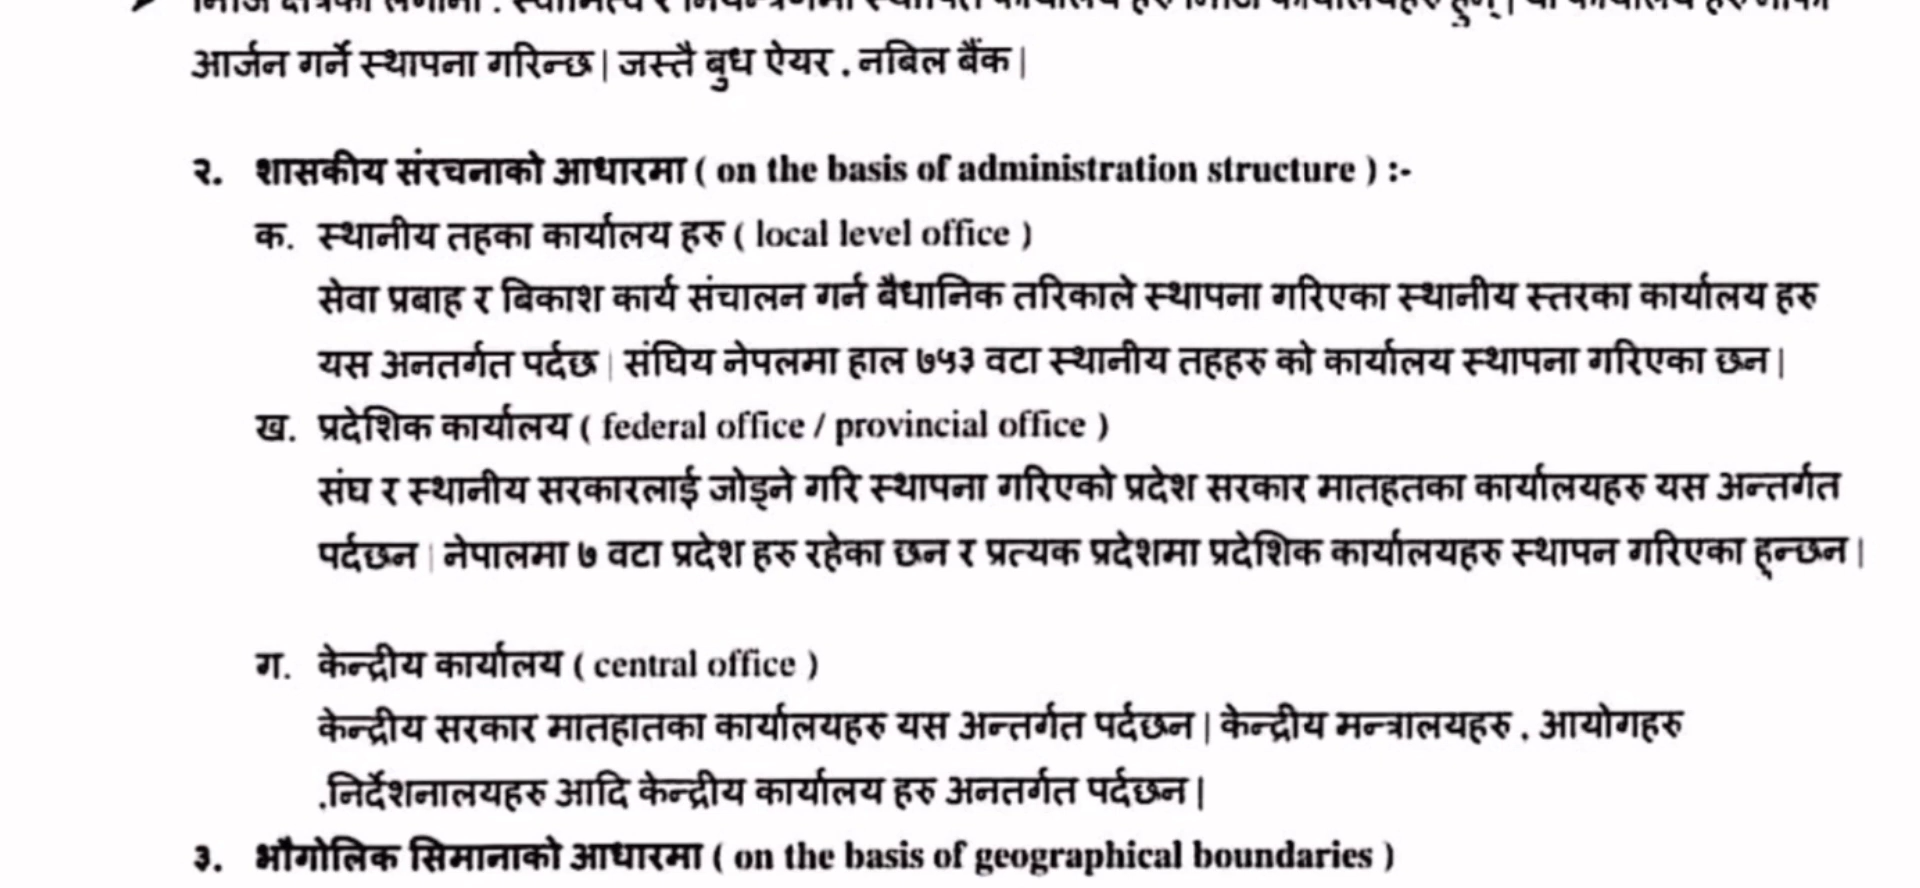 आर्जन गर्ने स्थापना गरिन्छ| जस्तै बुध ऐयर . नबिल बैंक|
२. शासकीय संरचनाको आधारमा ( on the basis of administration structure ) :-
क. स्थानीय तहका कार्यालय हरु ( local level office )
सेवा प्रबाह र बिकाश कार्य संचालन गर्न बैधानिक तरिकाले स्थापना गरिएका स्थानीय स्तरका कार्यालय हरु
यस अनतर्गत पर्दछ | संघिय नेपलमा हाल ७५३ वटा स्थानीय तहहरु को कार्यालय स्थापना गरिएका छन|
ख. प्रदेशिक कार्यालय ( federal office / provincial office )
संघ र स्थानीय सरकारलाई जोड्ने गरि स्थापना गरिएको प्रदेश सरकार मातहतका कार्यालयहरु यस अन्तर्गत
पर्दछन | नेपालमा ७ वटा प्रदेश हरु रहेका छन र प्रत्यक प्रदेशमा प्रदेशिक कार्यालयहरु स्थापन गरिएका हुन्छन|
ग. केन्द्रीय कार्यालय ( central office )
केन्द्रीय सरकार मातहातका कार्यालयहरु यस अन्तर्गत पर्दछन| केन्द्रीय मन्त्रालयहरु . आयोगहरु
.निर्देशनालयहरु आदि केन्द्रीय कार्यालय हरु अनतर्गत पर्दछन|
३. भौगोलिक सिमानाको आधारमा ( on the basis of geographical boundaries )